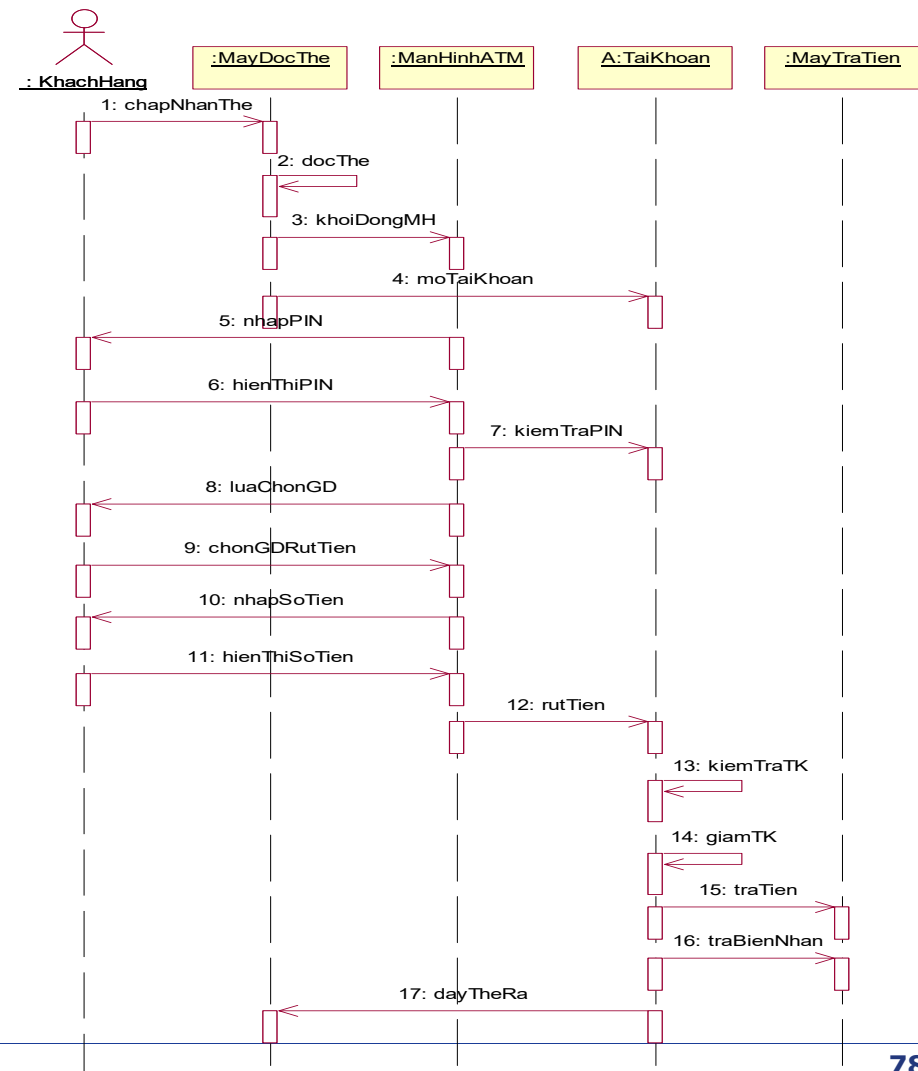 : KhachHang
:MayDocThe
:ManHinhATM
A:TaiKhoan
:MayTraTien
1: chapNhanThe
2: docThe
3: khoiDongMH
4: moTaiKhoan
5: nhapPIN
6: hienThiPIN
7: kiemTraPIN
8: luaChonGD
9: chonGDRutTien
10: nhapSoTien
11: hienThiSoTien
12: rutTien
13: kiemTraTK
14: giamTK
15: traTien
16: traBienNhan
17: dayTheRa
78